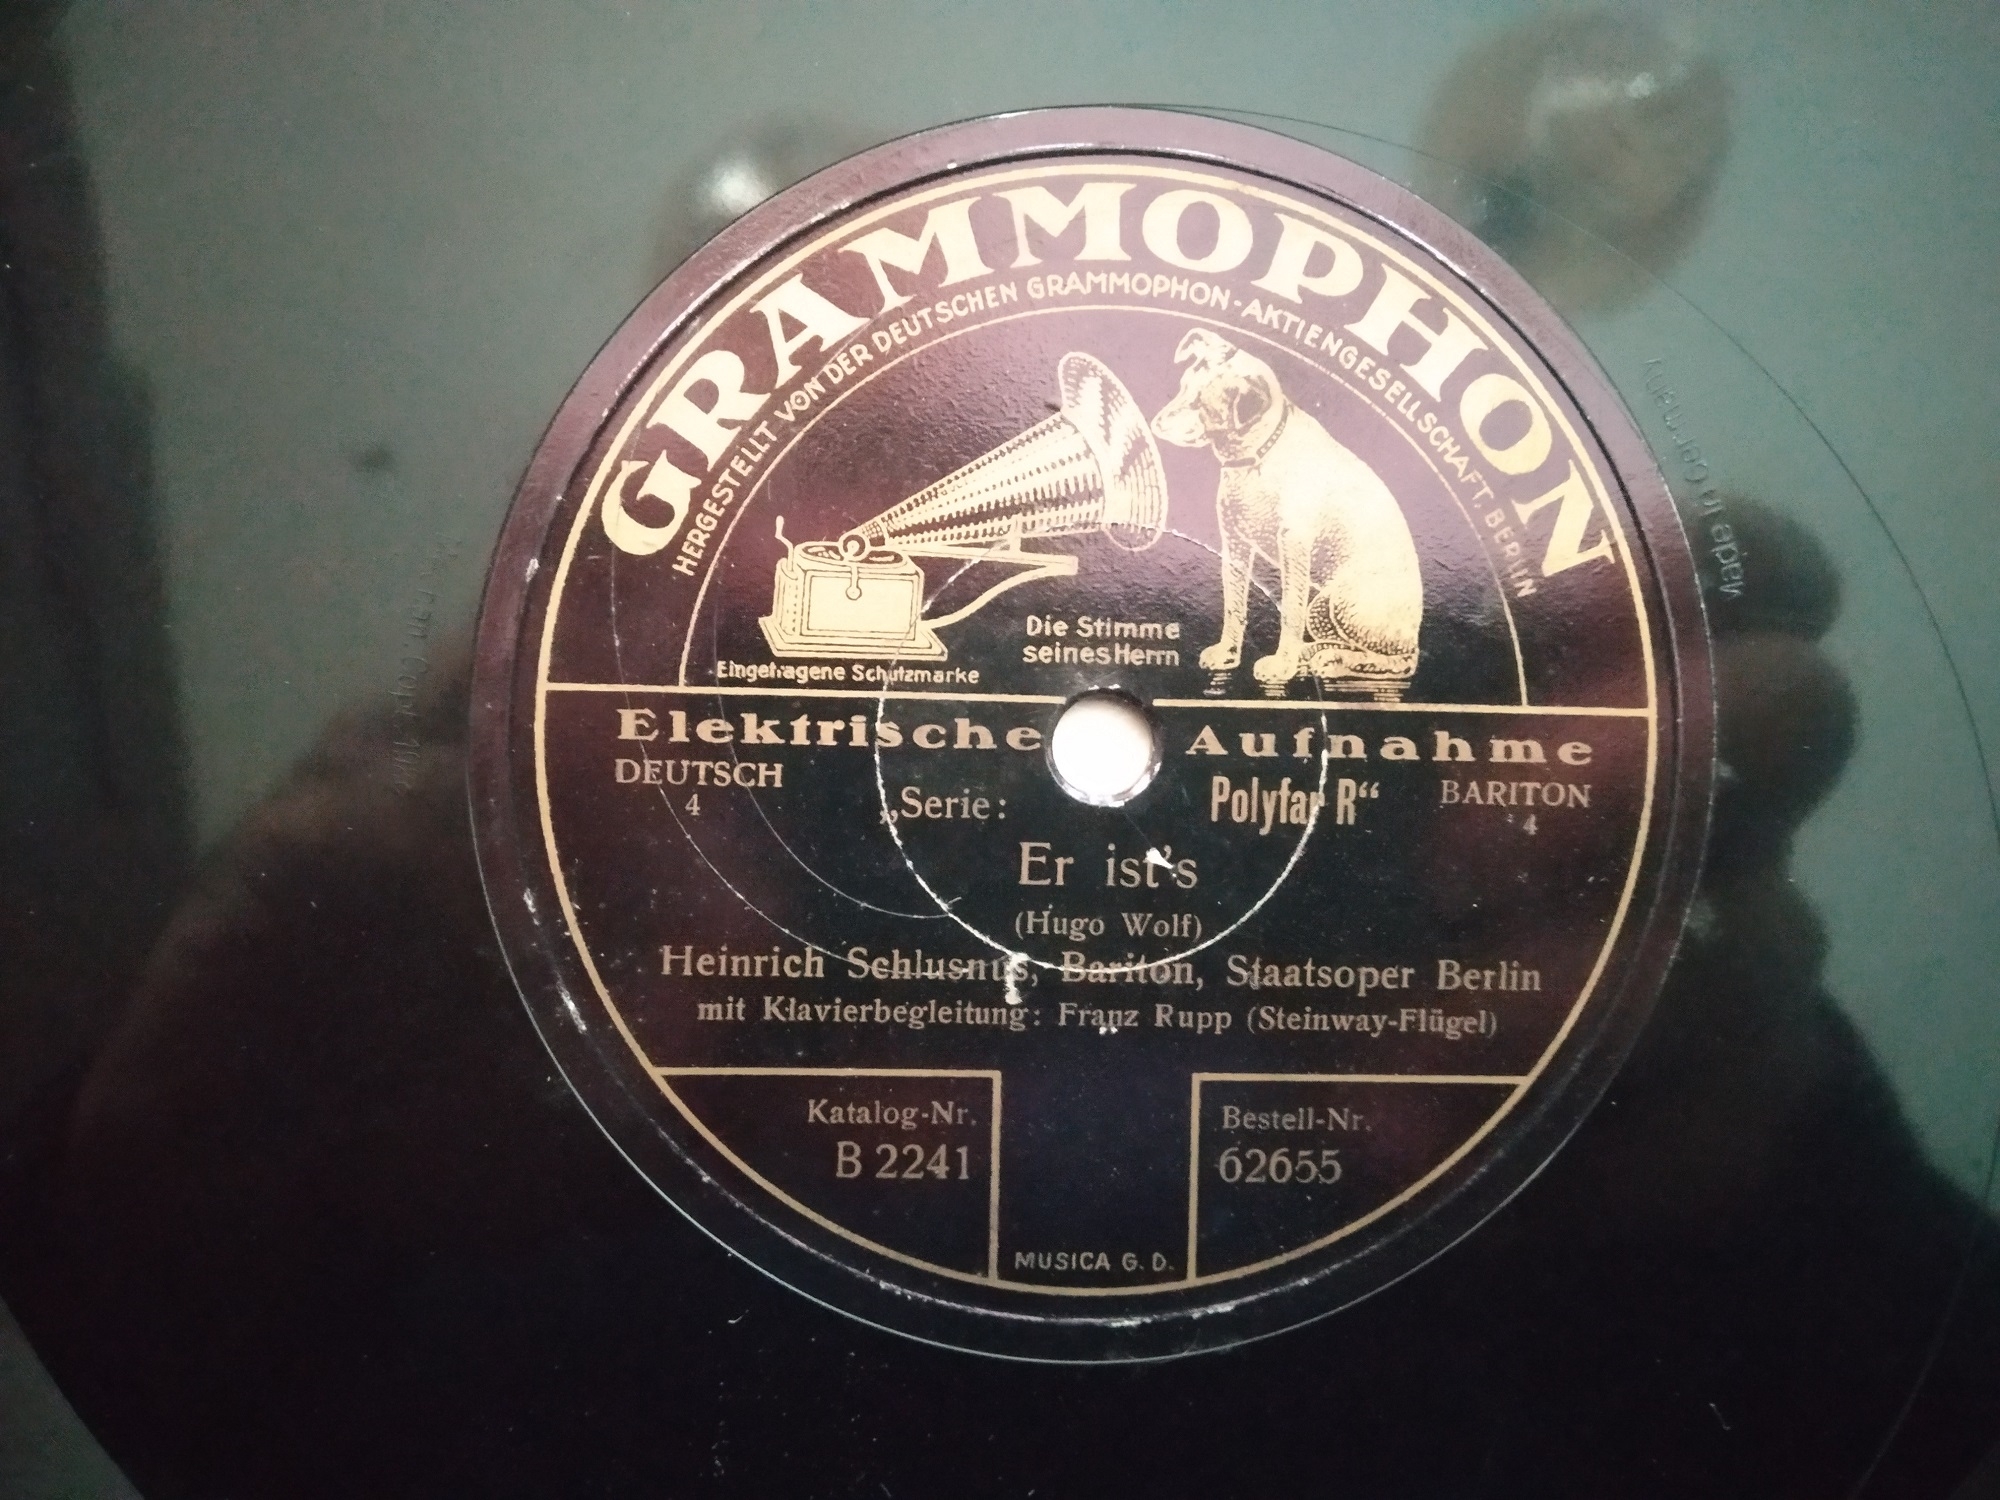 GRAMMOPHON
HERGESTELLT VON DER DEUTSCHEN GRAMMOPHON-AKTIENGESELLSCHAFT, BERLIN
Die Stimme
seines Herrn
Eingetragene Schutzmarke
Elektrische Aufnahme
DEUTSCH
4
„Serie: Polyfar R“
BARITON
4
Er ist's
(Hugo Wolf)
Heinrich Schlusnus, Bariton, Staatsoper Berlin
mit Klavierbegleitung: Franz Rupp (Steinway-Flügel)
Katalog-Nr.
B 2241
Bestell-Nr.
62655
MUSICA G. D.
Made in Germany